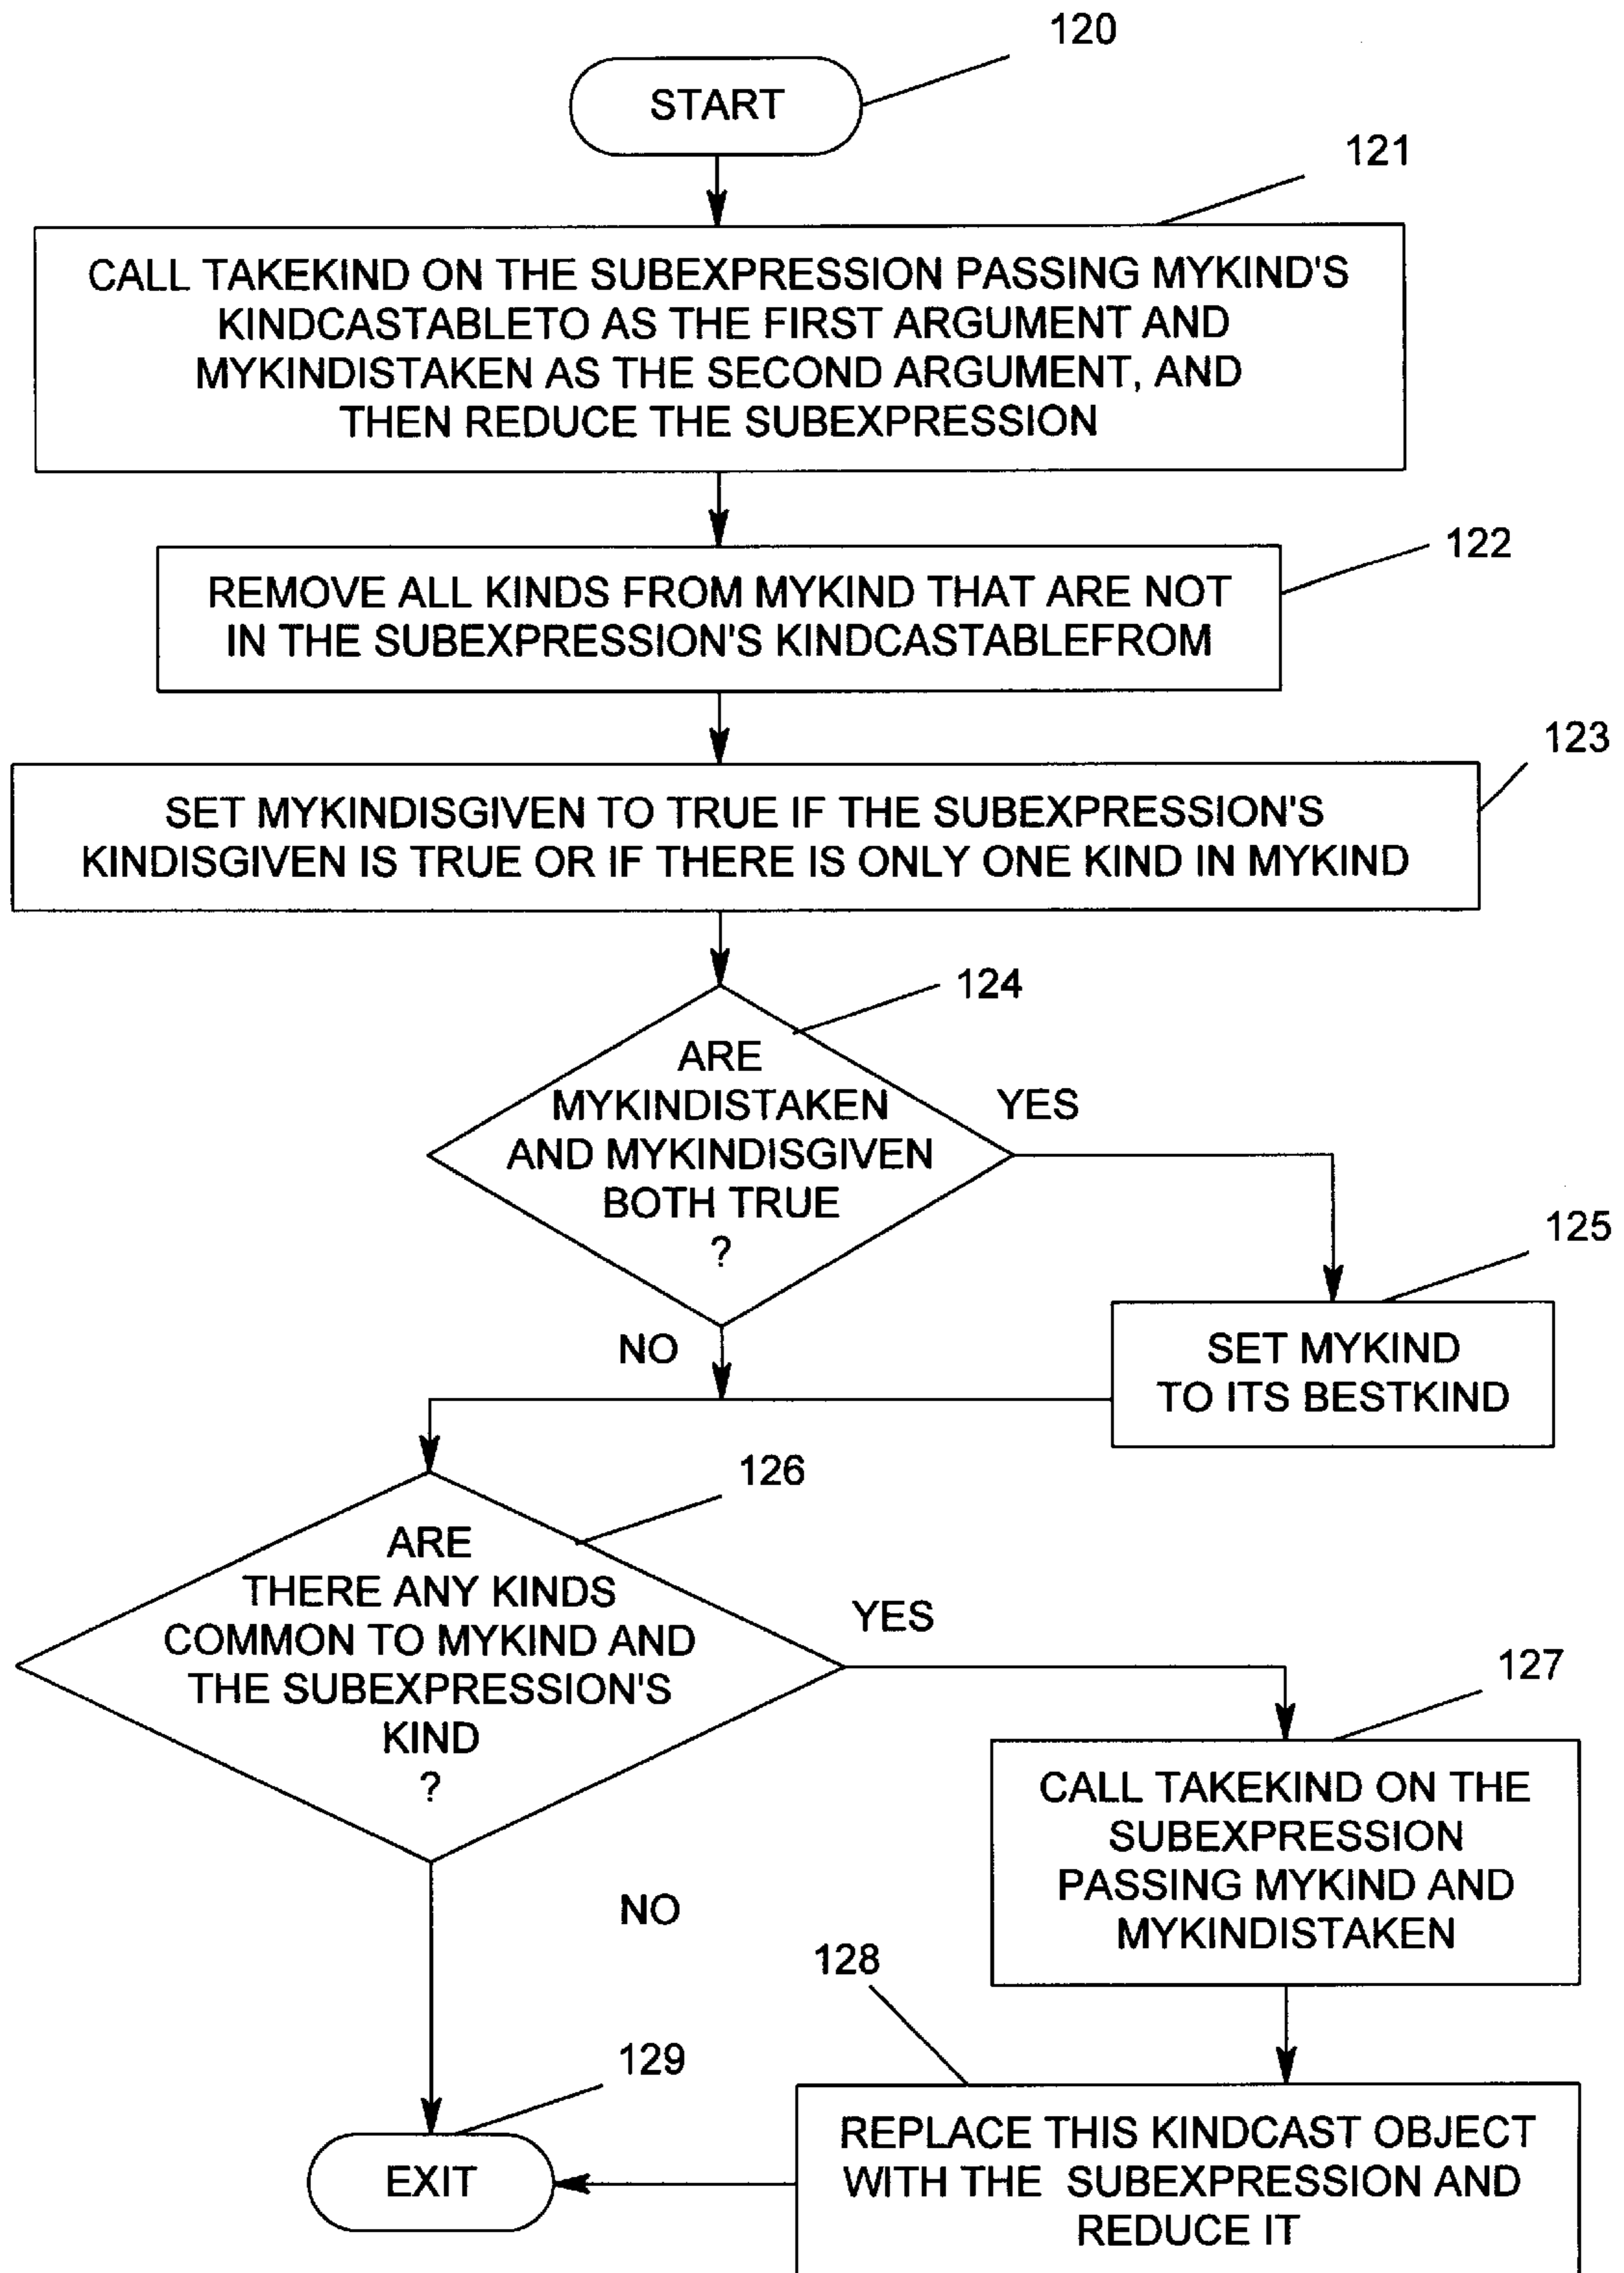 120
START
121
CALL TAKEKIND ON THE SUBEXPRESSION PASSING MYKIND'S
KINDCASTABLETO AS THE FIRST ARGUMENT AND
MYKINDISTAKEN AS THE SECOND ARGUMENT, AND
THEN REDUCE THE SUBEXPRESSION
122
REMOVE ALL KINDS FROM MYKIND THAT ARE NOT
IN THE SUBEXPRESSION'S KINDCASTABLEFROM
123
SET MYKINDISGIVEN TO TRUE IF THE SUBEXPRESSION'S
KINDISGIVEN IS TRUE OR IF THERE IS ONLY ONE KIND IN MYKIND
124
ARE
MYKINDISTAKEN
AND MYKINDISGIVEN
BOTH TRUE
?
YES
125
NO
SET MYKIND
TO ITS BESTKIND
126
ARE
THERE ANY KINDS
COMMON TO MYKIND AND
THE SUBEXPRESSION'S
KIND
?
YES
127
CALL TAKEKIND ON THE
SUBEXPRESSION
PASSING MYKIND AND
MYKINDISTAKEN
NO
128
REPLACE THIS KINDCAST OBJECT
WITH THE SUBEXPRESSION AND
REDUCE IT
129
EXIT